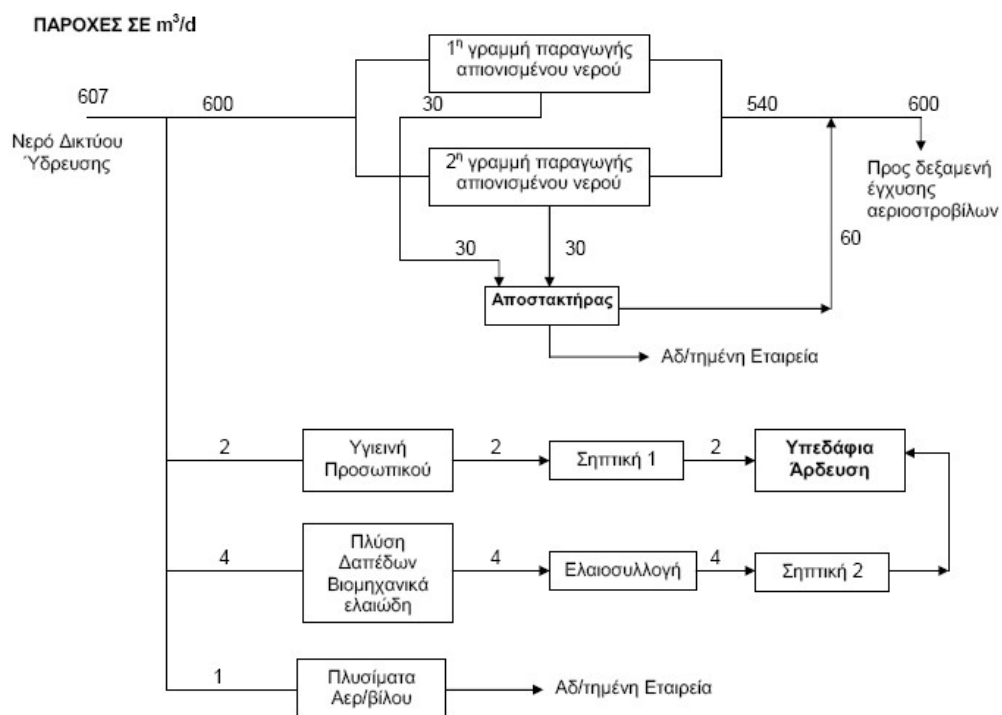 ΠΑΡΟΧΕΣ ΣΕ m³/d
1η γραμμή παραγωγής
απιονισμένου νερού
607
600
30
540
600
Νερό Δικτύου
Ύδρευσης
2η γραμμή παραγωγής
απιονισμένου νερού
Προς δεξαμενή
έγχυσης
αεριοστροβίλων
30
30
60
Αποστακτήρας
Αδ/τημένη Εταιρεία
2
Υγιεινή
Προσωπικού
2
Σηπτική 1
2
Υπεδάφια
Άρδευση
4
Πλύση
Δαπέδων
Βιομηχανικά
ελαιώδη
4
Ελαιοσυλλογή
4
Σηπτική 2
1
Πλυσίματα
Αερ/βίλου
Αδ/τημένη Εταιρεία